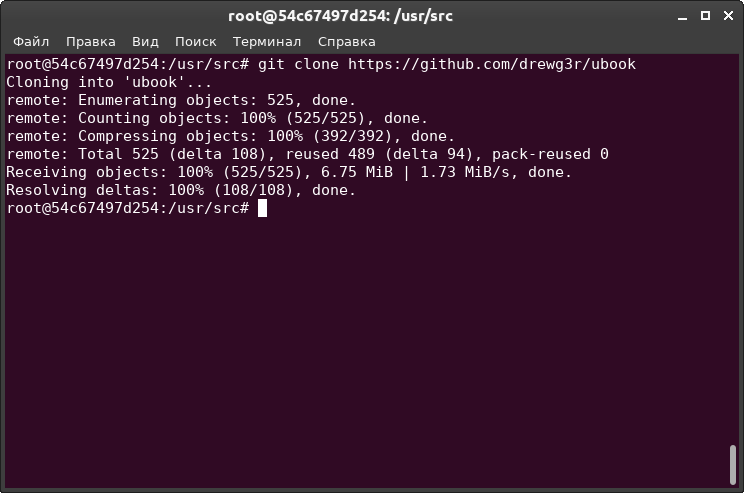 root@54c67497d254: /usr/src
Файл Правка Вид Поиск Терминал Справка
root@54c67497d254:/usr/src# git clone https://github.com/drewg3r/ubook
Cloning into 'ubook'...
remote: Enumerating objects: 525, done.
remote: Counting objects: 100% (525/525), done.
remote: Compressing objects: 100% (392/392), done.
remote: Total 525 (delta 108), reused 489 (delta 94), pack-reused 0
Receiving objects: 100% (525/525), 6.75 MiB | 1.73 MiB/s, done.
Resolving deltas: 100% (108/108), done.
root@54c67497d254:/usr/src#